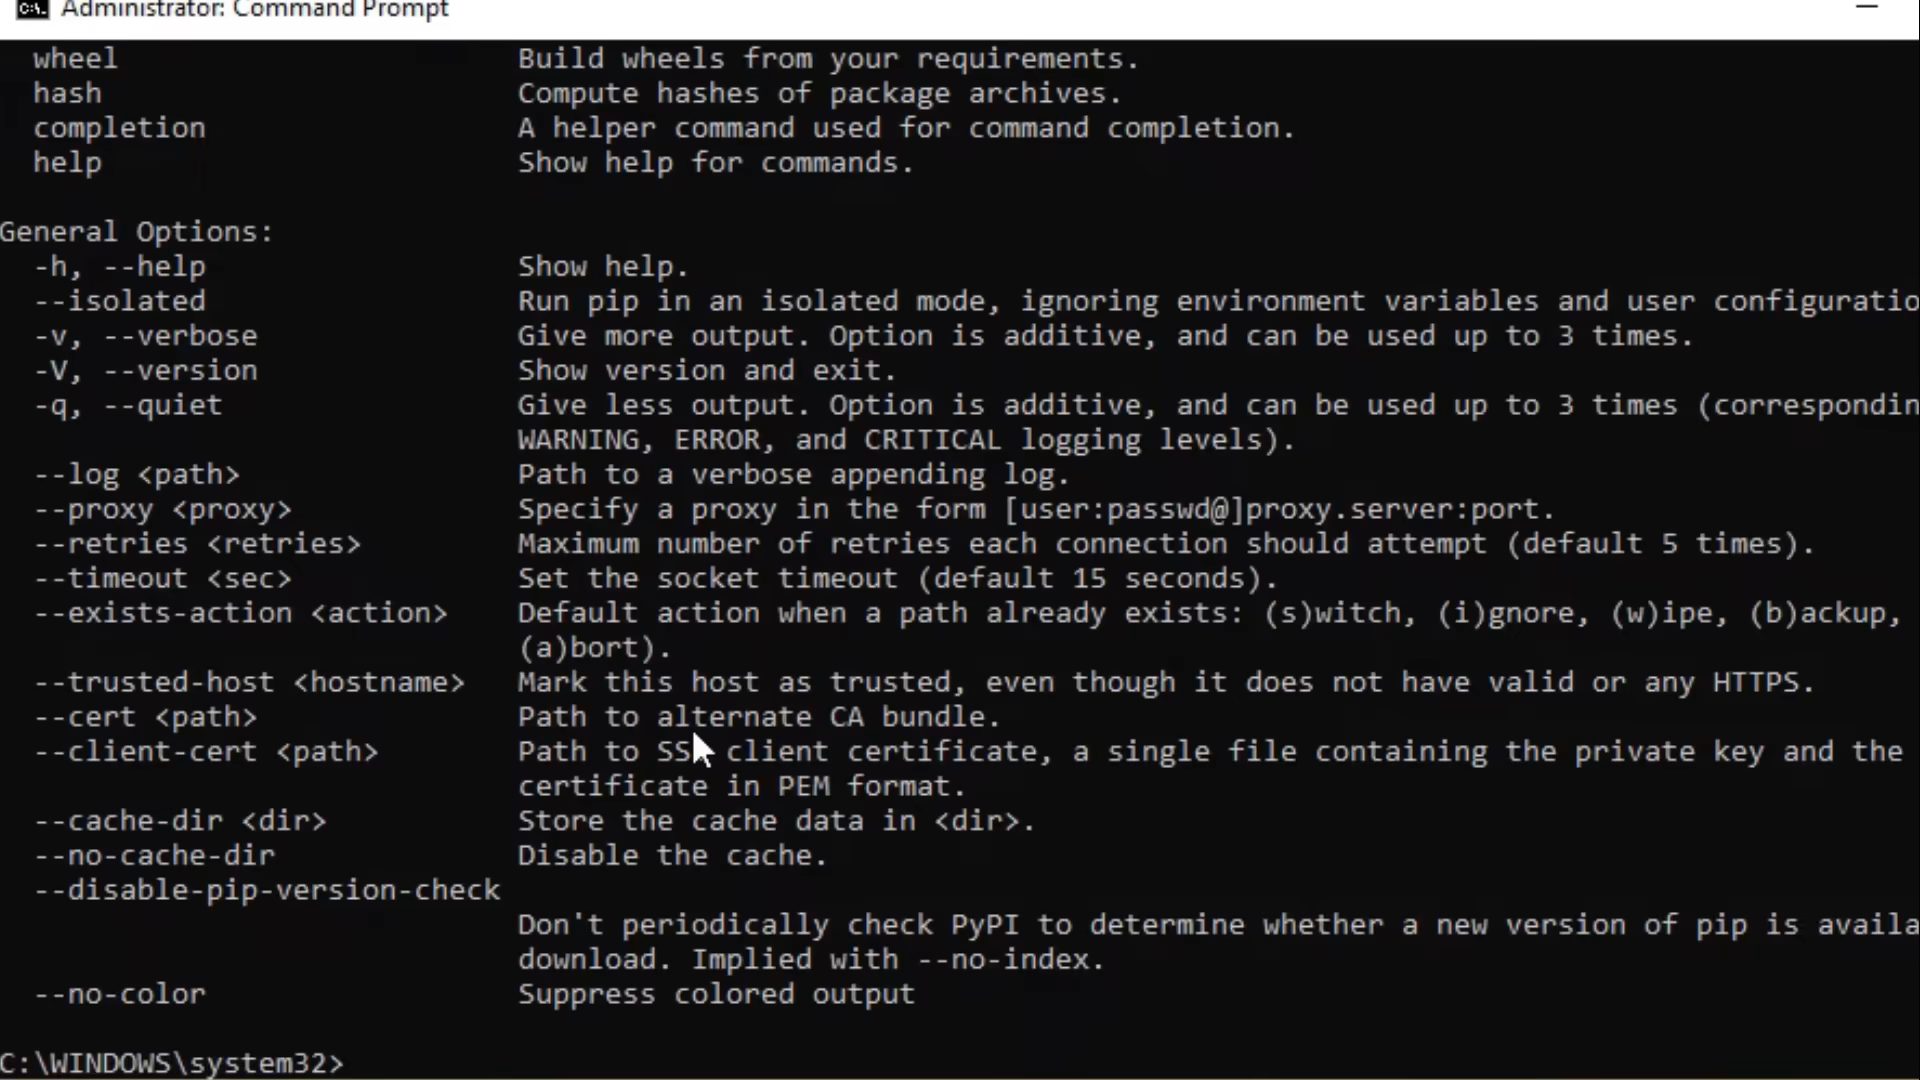 Administrator: Command Prompt
wheel Build wheels from your requirements.
hash Compute hashes of package archives.
completion A helper command used for command completion.
help Show help for commands.
General Options:
-h, --help Show help.
--isolated Run pip in an isolated mode, ignoring environment variables and user configuratio
-v, --verbose Give more output. Option is additive, and can be used up to 3 times.
-V, --version Show version and exit.
-q, --quiet Give less output. Option is additive, and can be used up to 3 times (correspondin
WARNING, ERROR, and CRITICAL logging levels).
--log <path> Path to a verbose appending log.
--proxy <proxy> Specify a proxy in the form [user:passwd@]proxy.server:port.
--retries <retries> Maximum number of retries each connection should attempt (default 5 times).
--timeout <sec> Set the socket timeout (default 15 seconds).
--exists-action <action> Default action when a path already exists: (s)witch, (i)gnore, (w)ipe, (b)ackup,
(a)bort).
--trusted-host <hostname> Mark this host as trusted, even though it does not have valid or any HTTPS.
--cert <path> Path to alternate CA bundle.
--client-cert <path> Path to SS client certificate, a single file containing the private key and the
certificate in PEM format.
--cache-dir <dir> Store the cache data in <dir>.
--no-cache-dir Disable the cache.
--disable-pip-version-check
Don't periodically check PyPI to determine whether a new version of pip is availa
download. Implied with --no-index.
--no-color Suppress colored output
C:\WINDOWS\system32>